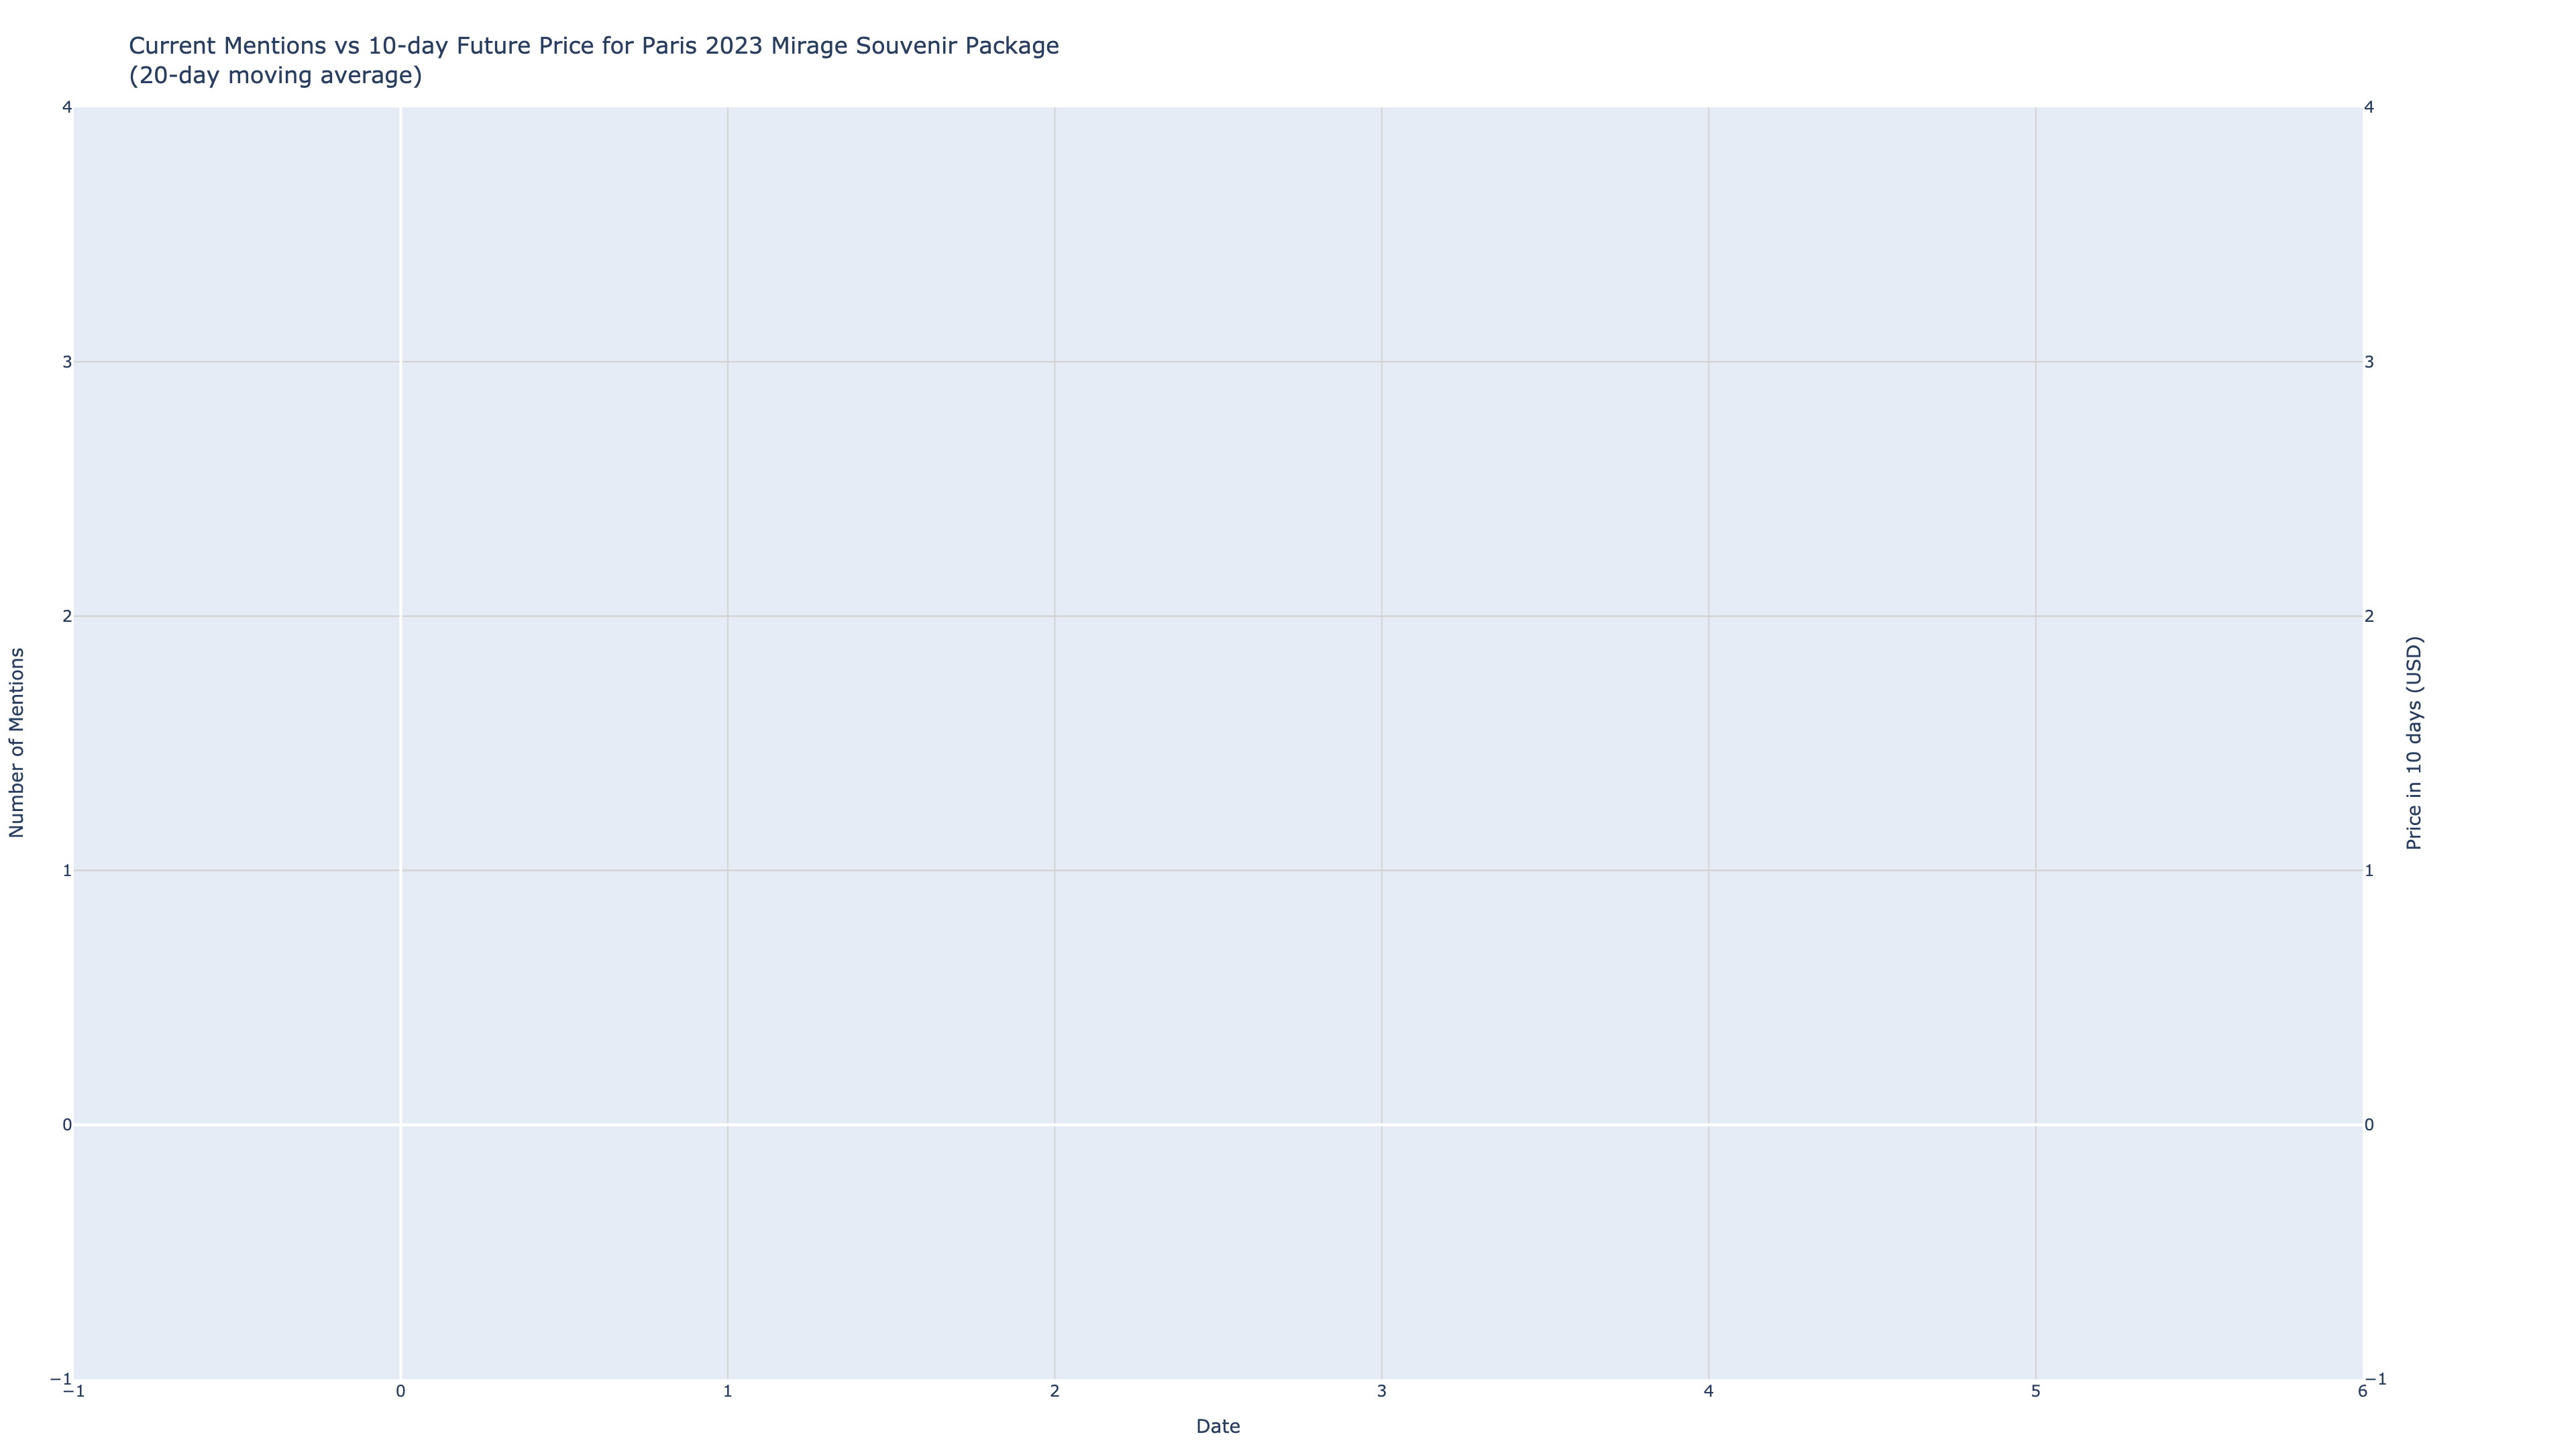 Current Mentions vs 10-day Future Price for Paris 2023 Mirage Souvenir Package
(20-day moving average)
4
3
2
1
0
−1
Number of Mentions
4
3
2
1
0
−1
Price in 10 days (USD)
−1 0 1 2 3 4 5 6
Date